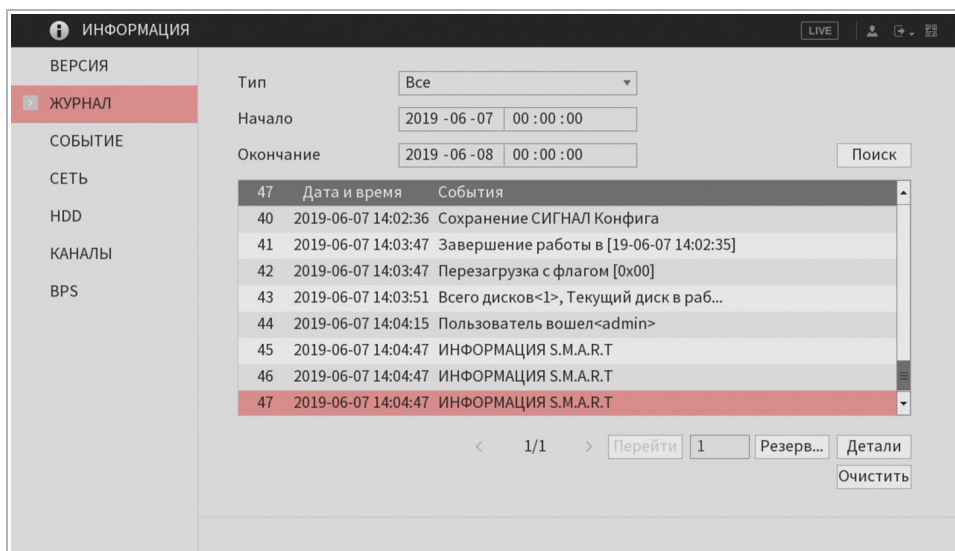 ИНФОРМАЦИЯ LIVE
ВЕРСИЯ
ЖУРНАЛ
СОБЫТИЕ
СЕТЬ
HDD
КАНАЛЫ
BPS
Тип Все
Начало 2019 -06 -07 00 :00 :00
Окончание 2019 -06 -08 00 :00 :00
Поиск
47 Дата и время События
40 2019-06-07 14:02:36 Сохранение СИГНАЛ Конфига
41 2019-06-07 14:03:47 Завершение работы в [19-06-07 14:02:35]
42 2019-06-07 14:03:47 Перезагрузка с флагом [0x00]
43 2019-06-07 14:03:51 Всего дисков<1>, Текущий диск в раб...
44 2019-06-07 14:04:15 Пользователь вошел<admin>
45 2019-06-07 14:04:47 ИНФОРМАЦИЯ S.M.A.R.T
46 2019-06-07 14:04:47 ИНФОРМАЦИЯ S.M.A.R.T
47 2019-06-07 14:04:47 ИНФОРМАЦИЯ S.M.A.R.T
< 1/1 > Перейти 1 Резерв... Детали
Очистить